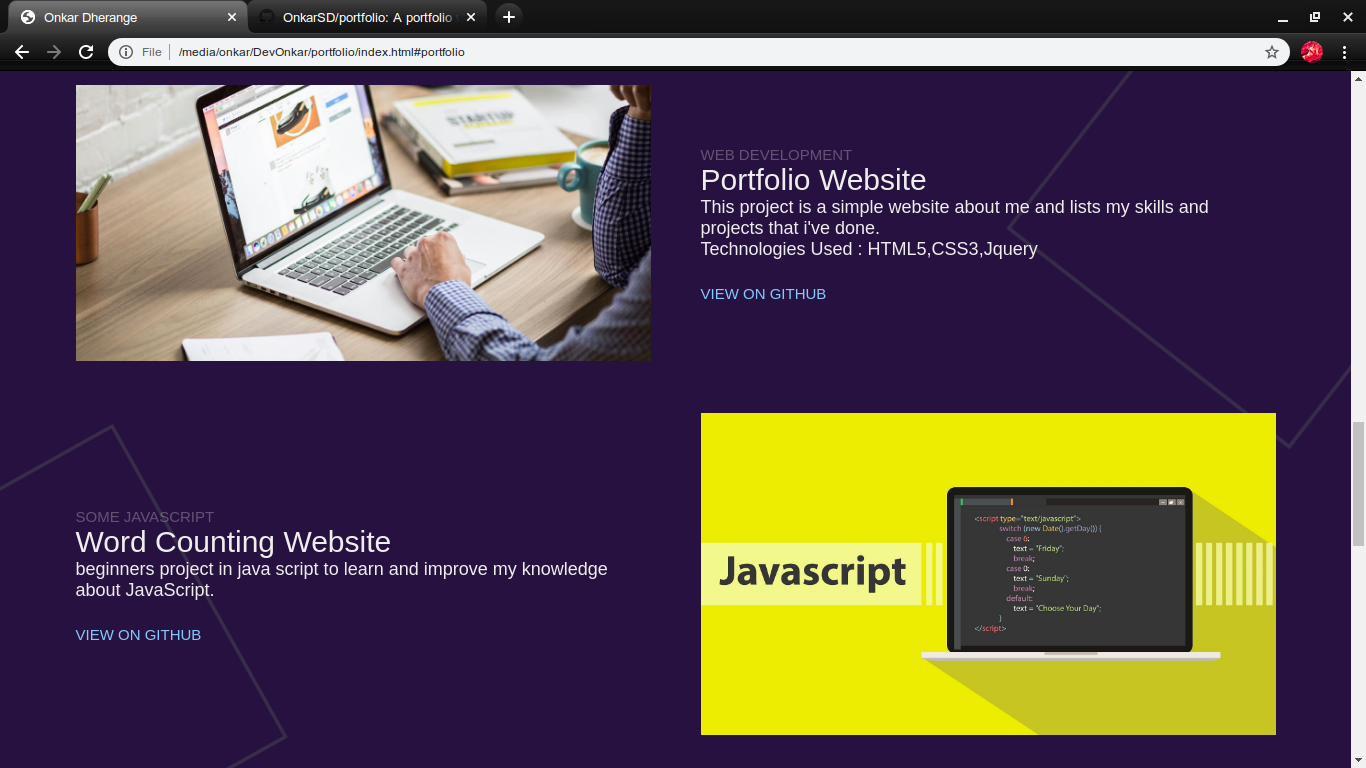 Onkar Dherange
OnkarSD/portfolio: A portfolio
File
/media/onkar/DevOnkar/portfolio/index.html#portfolio
STARTUP
WEB DEVELOPMENT
Portfolio Website
This project is a simple website about me and lists my skills and
projects that i've done.
Technologies Used : HTML5,CSS3,Jquery
VIEW ON GITHUB
SOME JAVASCRIPT
Word Counting Website
beginners project in java script to learn and improve my knowledge
about JavaScript.
VIEW ON GITHUB
Javascript
<script type="text/javascript">
switch (new Date().getDay()) {
case 6:
text = "Friday";
break;
case 0:
text = "Sunday";
break;
default:
text = "Choose Your Day";
}
</script>